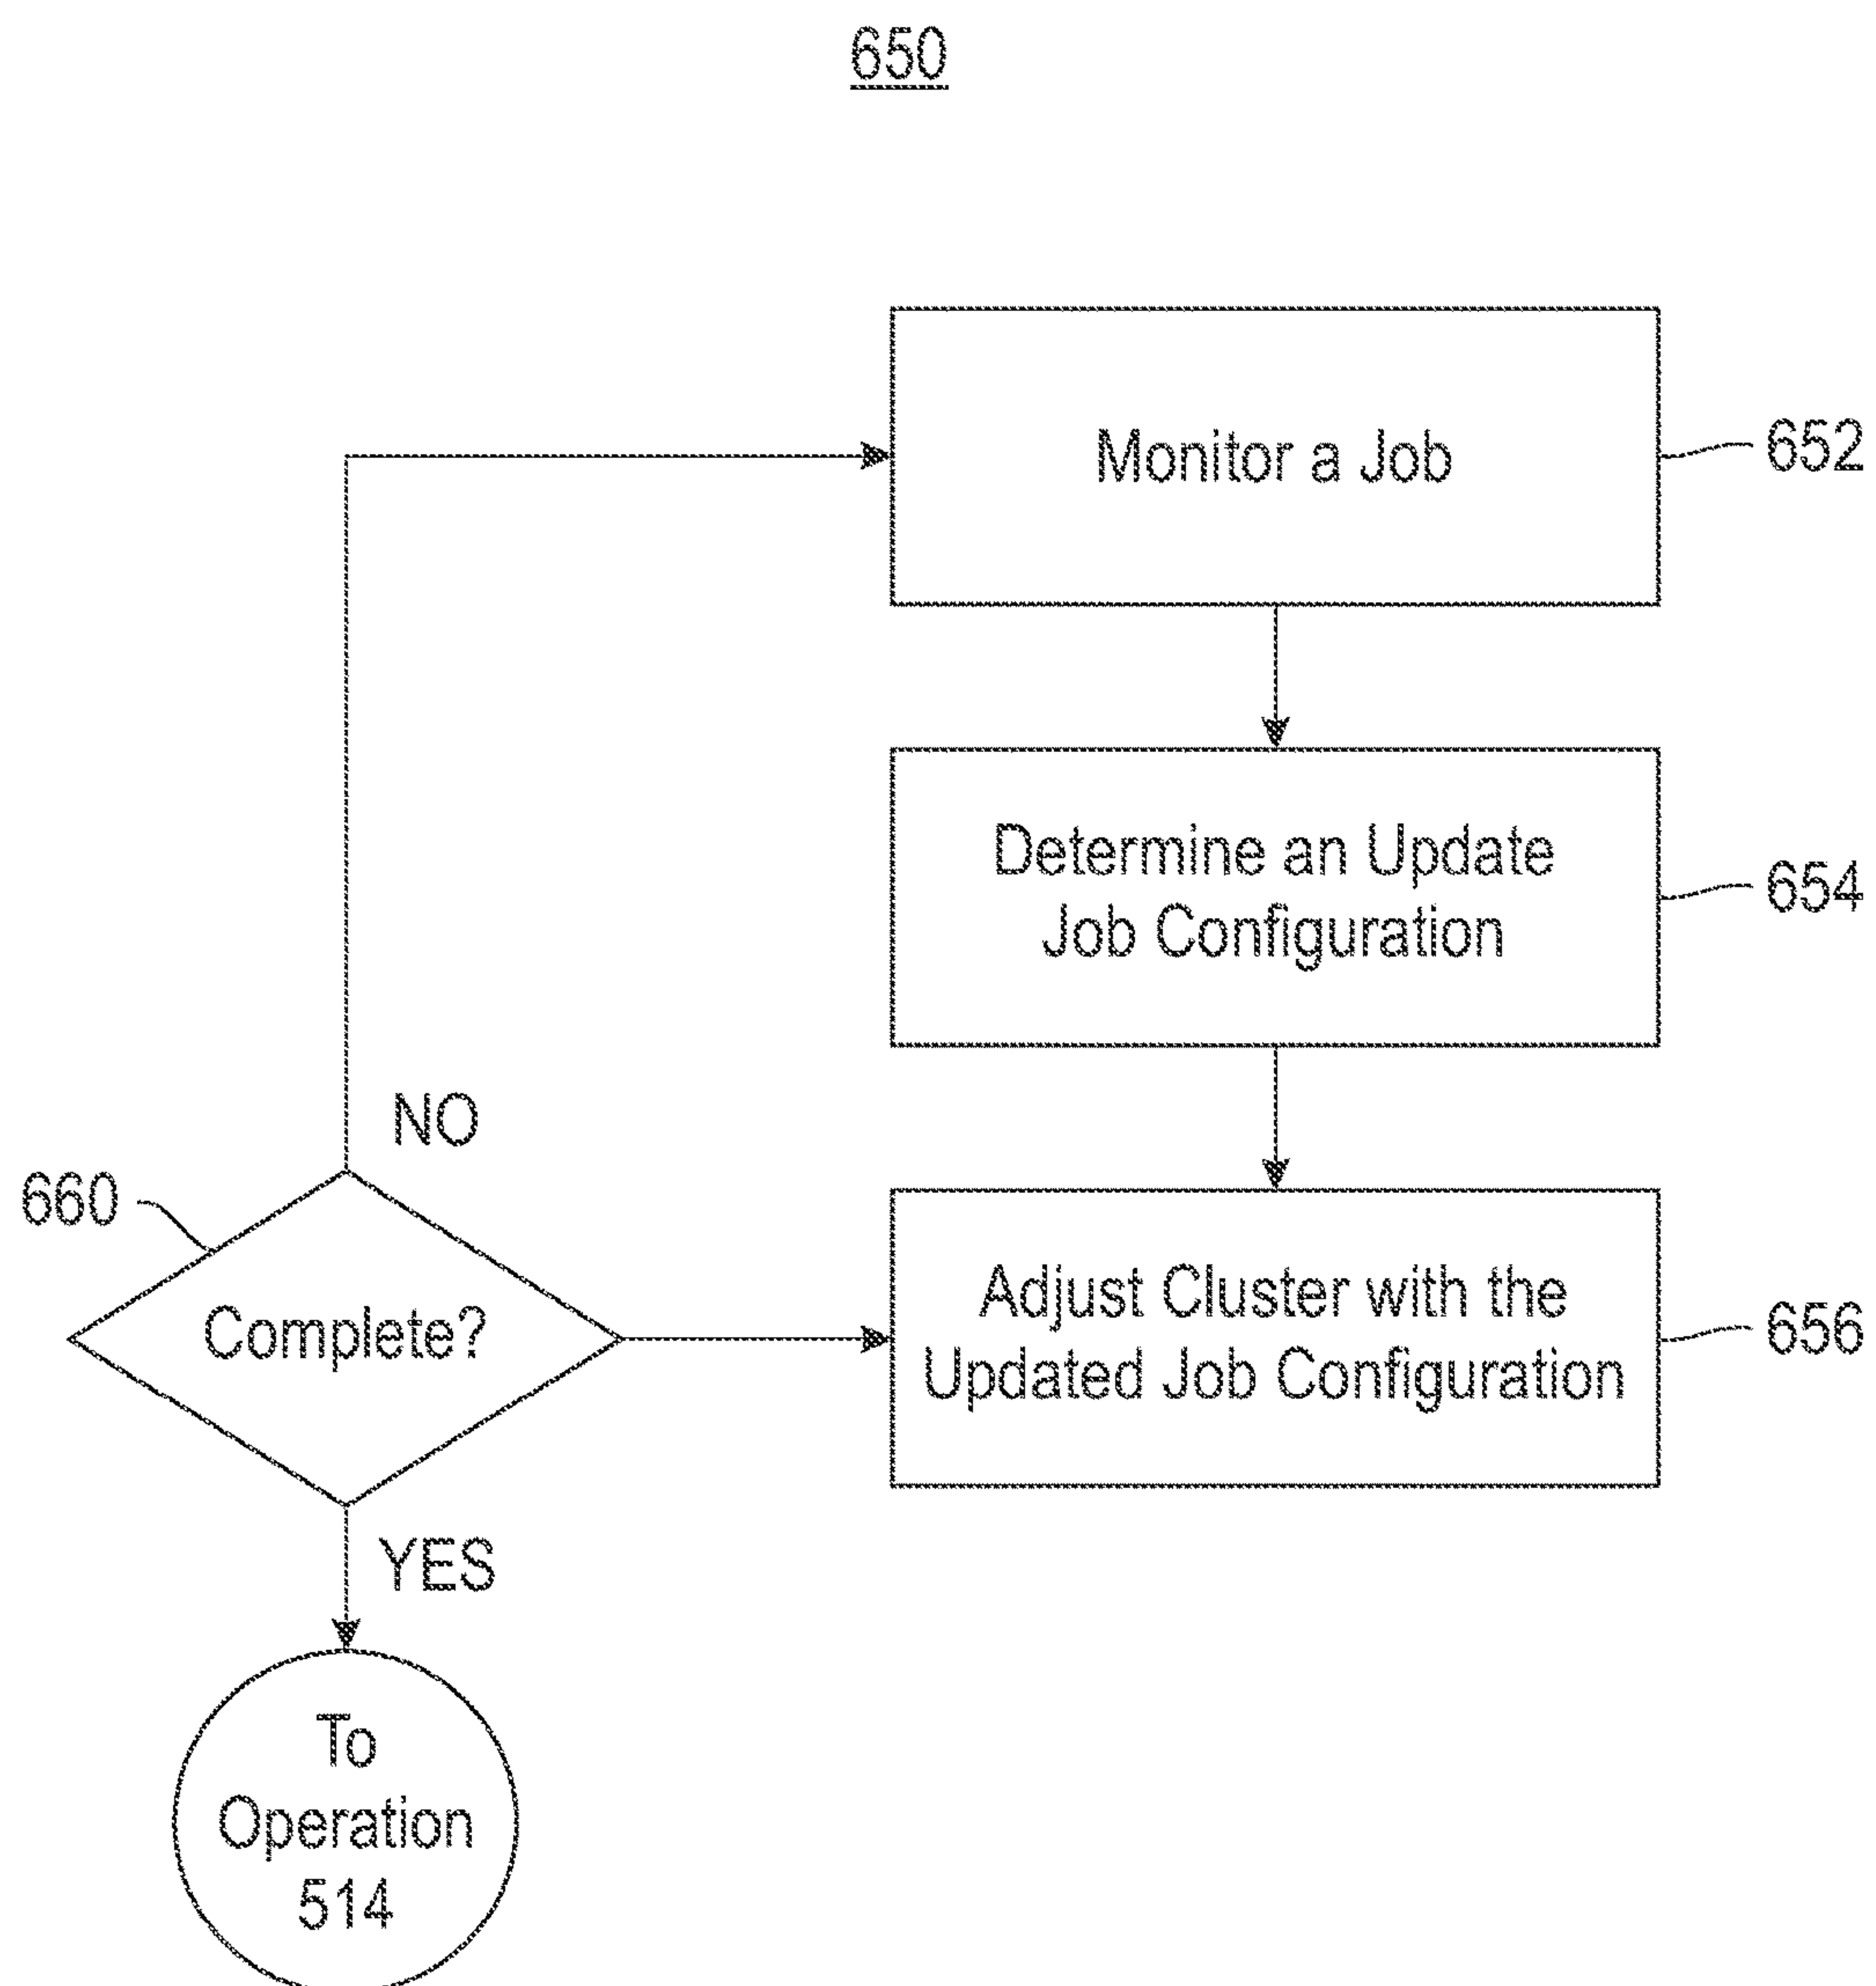 650
Monitor a Job
652
Determine an Update
Job Configuration
654
NO
660
Complete?
Adjust Cluster with the
Updated Job Configuration
656
YES
To
Operation
514